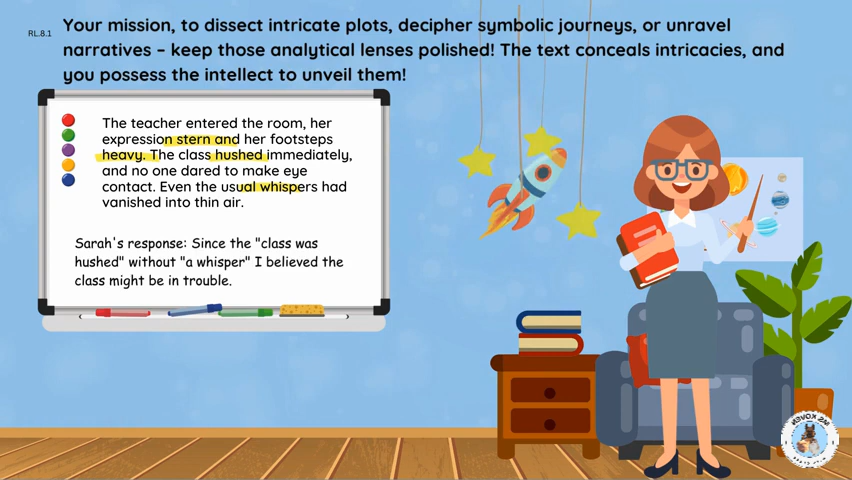 RL.8.1
Your mission, to dissect intricate plots, decipher symbolic journeys, or unravel
narratives – keep those analytical lenses polished! The text conceals intricacies, and
you possess the intellect to unveil them!
The teacher entered the room, her
expression stern and her footsteps
heavy. The class hushed immediately,
and no one dared to make eye
contact. Even the usual whispers had
vanished into thin air.
Sarah's response: Since the "class was
hushed" without "a whisper" I believed the
class might be in trouble.